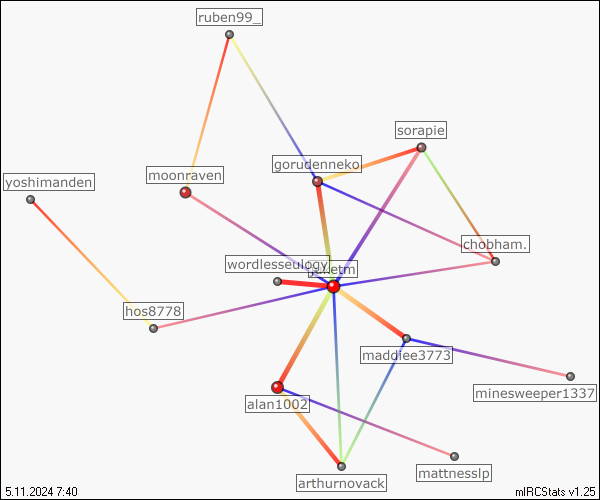 ruben99_
sorapie
gorudenneko
moonraven
yoshimanden
chobham.
wordlesseulogy
hos8778
maddiee3773
minesweeper1337
alan1002
mattnesslp
arthurnovack
5.11.2024 7:40
mIRCStats v1.25